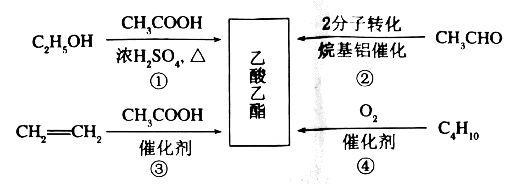 C₂H₅OH
CH₃COOH
浓H₂SO₄, △
①
乙酸乙酯
2分子转化
烷基铝催化
②
CH₃CHO
CH₂=CH₂
CH₃COOH
催化剂
③
O₂
催化剂
④
C₄H₁₀